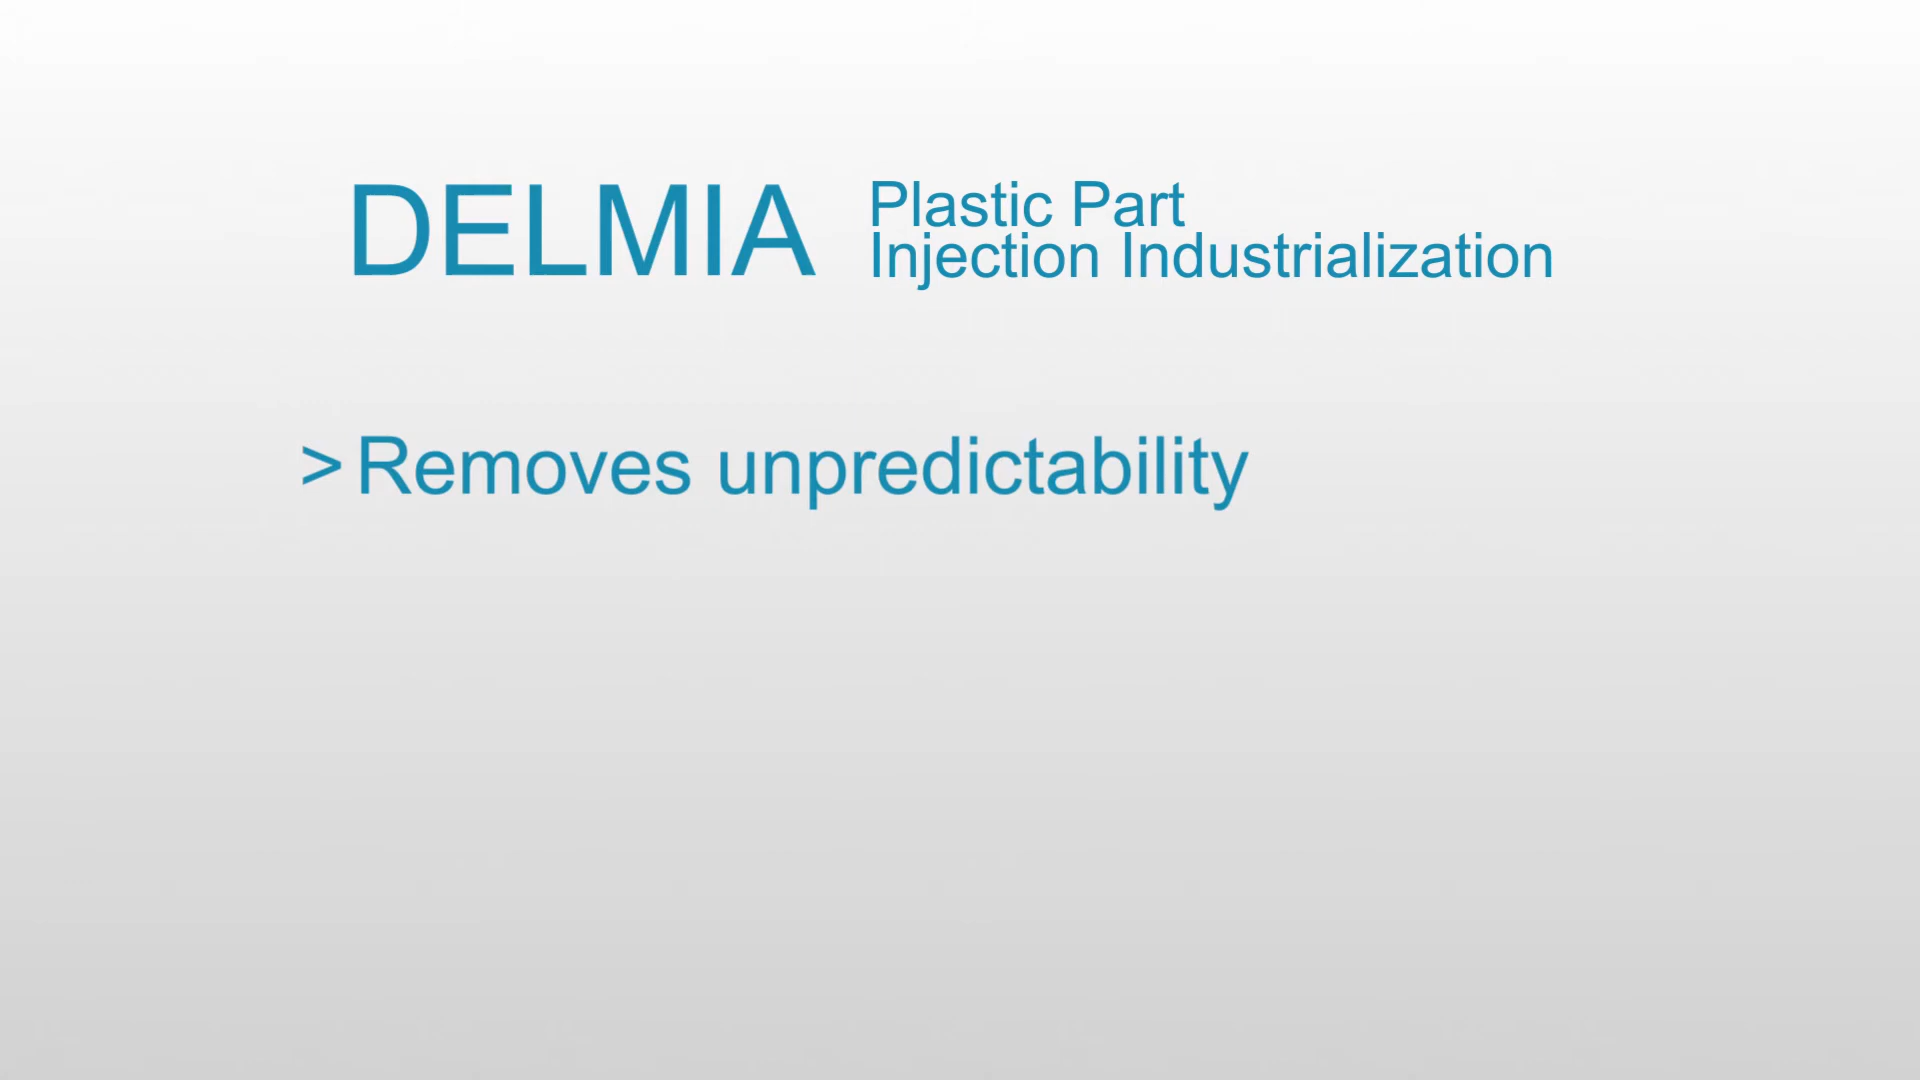 DELMIA
Plastic Part
Injection Industrialization
> Removes unpredictability